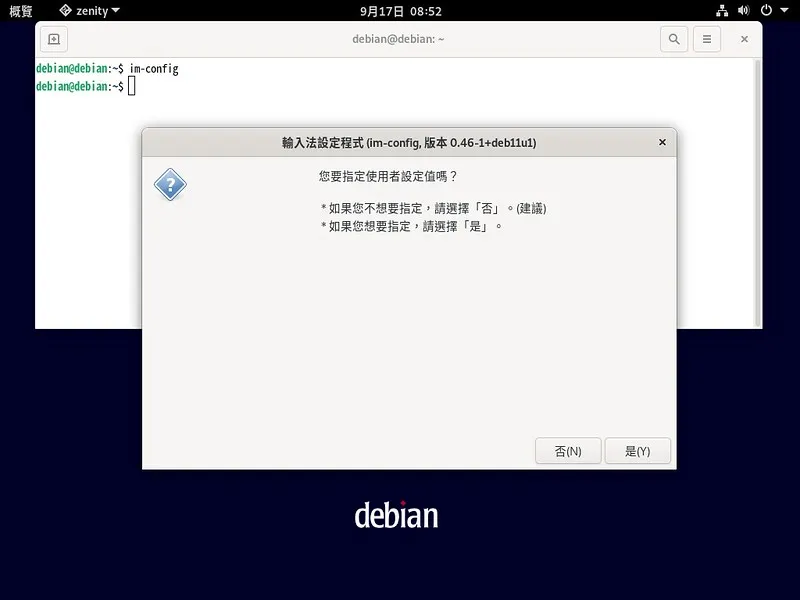 概覽 zenity 9月17日 08:52
debian@debian: ~
debian@debian:~$ im-config
debian@debian:~$
輸入法設定程式 (im-config, 版本 0.46-1+deb11u1)
您要指定使用者設定值嗎？
* 如果您不想要指定，請選擇「否」。(建議)
* 如果您想要指定，請選擇「是」。
否(N) 是(Y)
debian